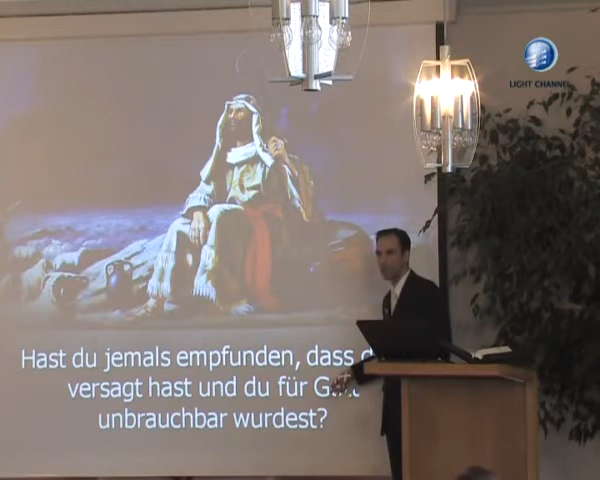 LIGHT CHANNEL
Hast du jemals empfunden, dass
versagt hast und du für
unbrauchbar wurdest?